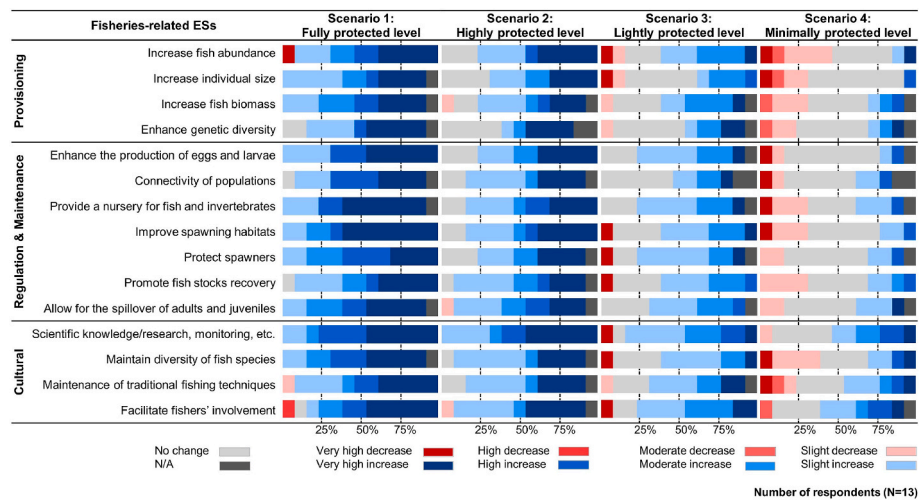 Fisheries-related ESs
Scenario 1:
Fully protected level
Scenario 2:
Highly protected level
Scenario 3:
Lightly protected level
Scenario 4:
Minimally protected level
Provisioning
Increase fish abundance
Increase individual size
Increase fish biomass
Enhance genetic diversity
Regulation & Maintenance
Enhance the production of eggs and larvae
Connectivity of populations
Provide a nursery for fish and invertebrates
Improve spawning habitats
Protect spawners
Promote fish stocks recovery
Allow for the spillover of adults and juveniles
Cultural
Scientific knowledge/research, monitoring, etc.
Maintain diversity of fish species
Maintenance of traditional fishing techniques
Facilitate fishers' involvement
25% 50% 75% 25% 50% 75% 25% 50% 75% 25% 50% 75%
No change Very high decrease High decrease Moderate decrease Slight decrease
N/A Very high increase High increase Moderate increase Slight increase
Number of respondents (N=13)